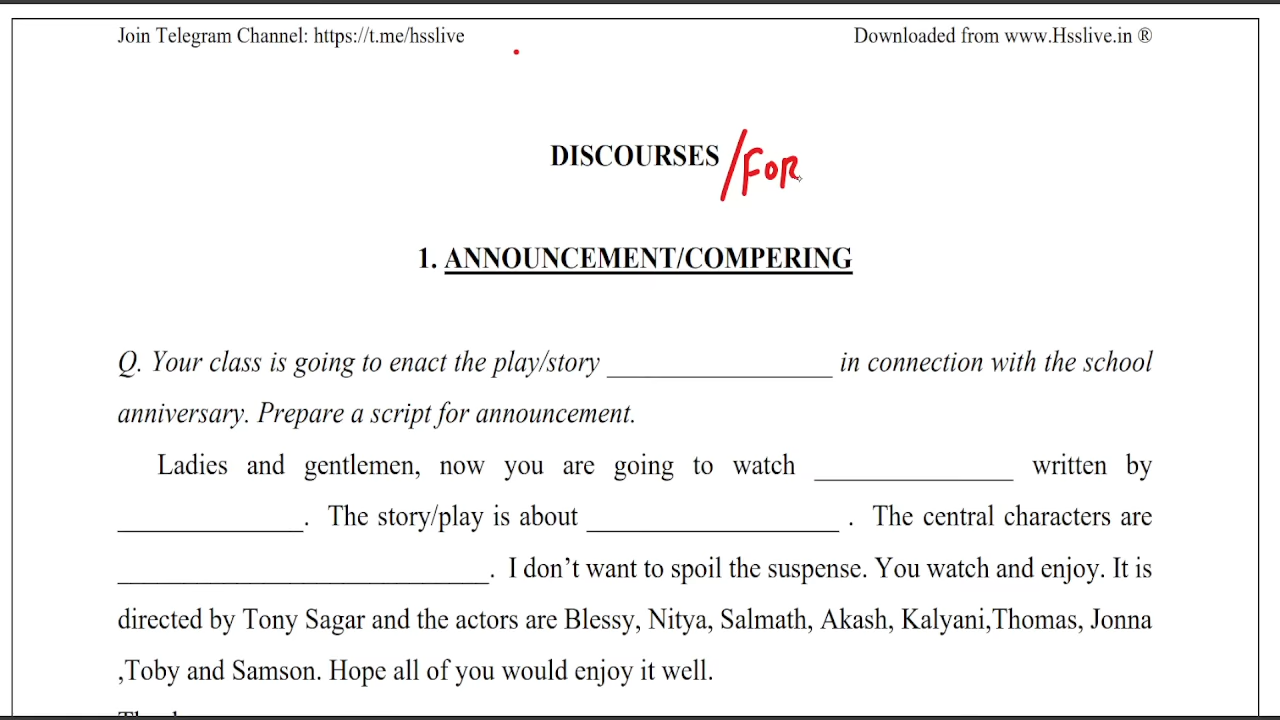 Join Telegram Channel: https://t.me/hsslive Downloaded from www.Hsslive.in ®
DISCOURSES /FOR
1. ANNOUNCEMENT/COMPERING
Q. Your class is going to enact the play/story ________________ in connection with the school
anniversary. Prepare a script for announcement.
Ladies and gentlemen, now you are going to watch ______________ written by
_____________. The story/play is about __________________ . The central characters are
__________________________. I don’t want to spoil the suspense. You watch and enjoy. It is
directed by Tony Sagar and the actors are Blessy, Nitya, Salmath, Akash, Kalyani,Thomas, Jonna
,Toby and Samson. Hope all of you would enjoy it well.